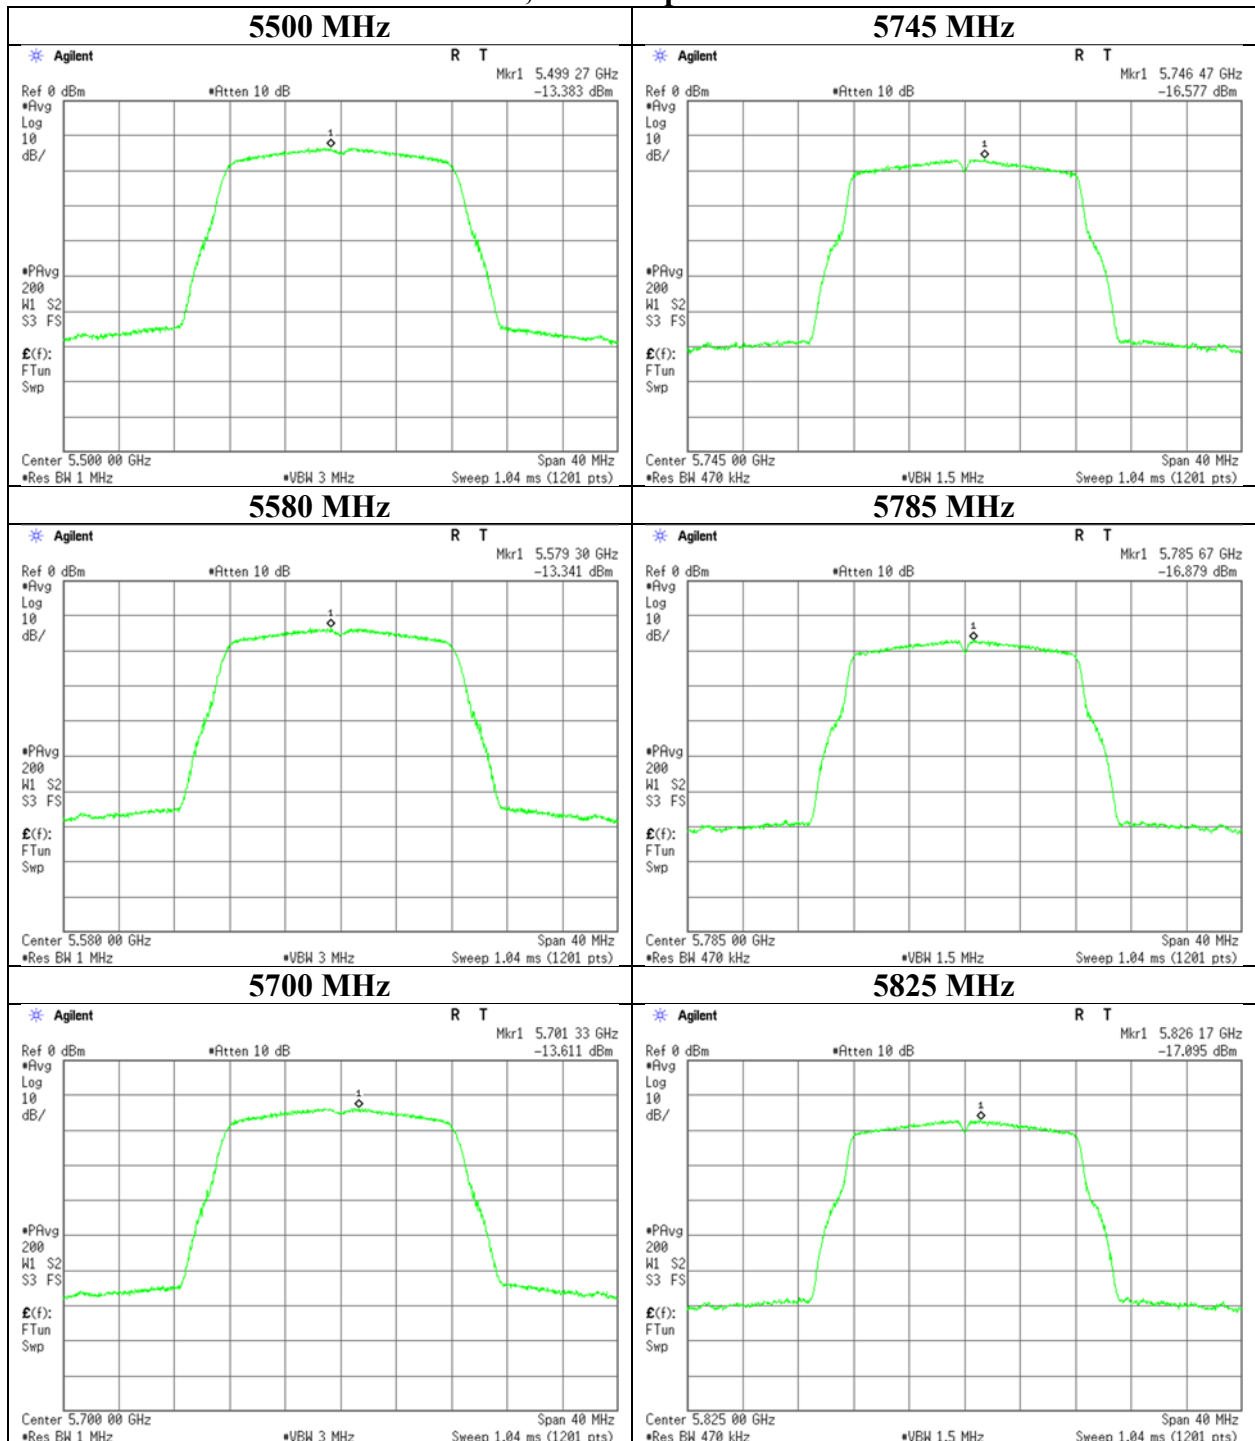 5500 MHz
Agilent R T
Mkr1 5.499 27 GHz
Ref 0 dBm *Atten 10 dB -13.383 dBm
*Avg
Log
10
dB/
1
*PAvg
200
W1 S2
S3 FS
£(f):
FTun
Swp
Center 5.500 00 GHz Span 40 MHz
*Res BW 1 MHz *VBW 3 MHz Sweep 1.04 ms (1201 pts)
5745 MHz
Agilent R T
Mkr1 5.746 47 GHz
Ref 0 dBm *Atten 10 dB -16.577 dBm
*Avg
Log
10
dB/
1
*PAvg
200
W1 S2
S3 FS
£(f):
FTun
Swp
Center 5.745 00 GHz Span 40 MHz
*Res BW 470 kHz *VBW 1.5 MHz Sweep 1.04 ms (1201 pts)
5580 MHz
Agilent R T
Mkr1 5.579 30 GHz
Ref 0 dBm *Atten 10 dB -13.341 dBm
*Avg
Log
10
dB/
1
*PAvg
200
W1 S2
S3 FS
£(f):
FTun
Swp
Center 5.580 00 GHz Span 40 MHz
*Res BW 1 MHz *VBW 3 MHz Sweep 1.04 ms (1201 pts)
5785 MHz
Agilent R T
Mkr1 5.785 67 GHz
Ref 0 dBm *Atten 10 dB -16.879 dBm
*Avg
Log
10
dB/
1
*PAvg
200
W1 S2
S3 FS
£(f):
FTun
Swp
Center 5.785 00 GHz Span 40 MHz
*Res BW 470 kHz *VBW 1.5 MHz Sweep 1.04 ms (1201 pts)
5700 MHz
Agilent R T
Mkr1 5.701 33 GHz
Ref 0 dBm *Atten 10 dB -13.611 dBm
*Avg
Log
10
dB/
1
*PAvg
200
W1 S2
S3 FS
£(f):
FTun
Swp
Center 5.700 00 GHz Span 40 MHz
*Res BW 1 MHz *VBW 3 MHz Sweep 1.04 ms (1201 pts)
5825 MHz
Agilent R T
Mkr1 5.826 17 GHz
Ref 0 dBm *Atten 10 dB -17.095 dBm
*Avg
Log
10
dB/
1
*PAvg
200
W1 S2
S3 FS
£(f):
FTun
Swp
Center 5.825 00 GHz Span 40 MHz
*Res BW 470 kHz *VBW 1.5 MHz Sweep 1.04 ms (1201 pts)